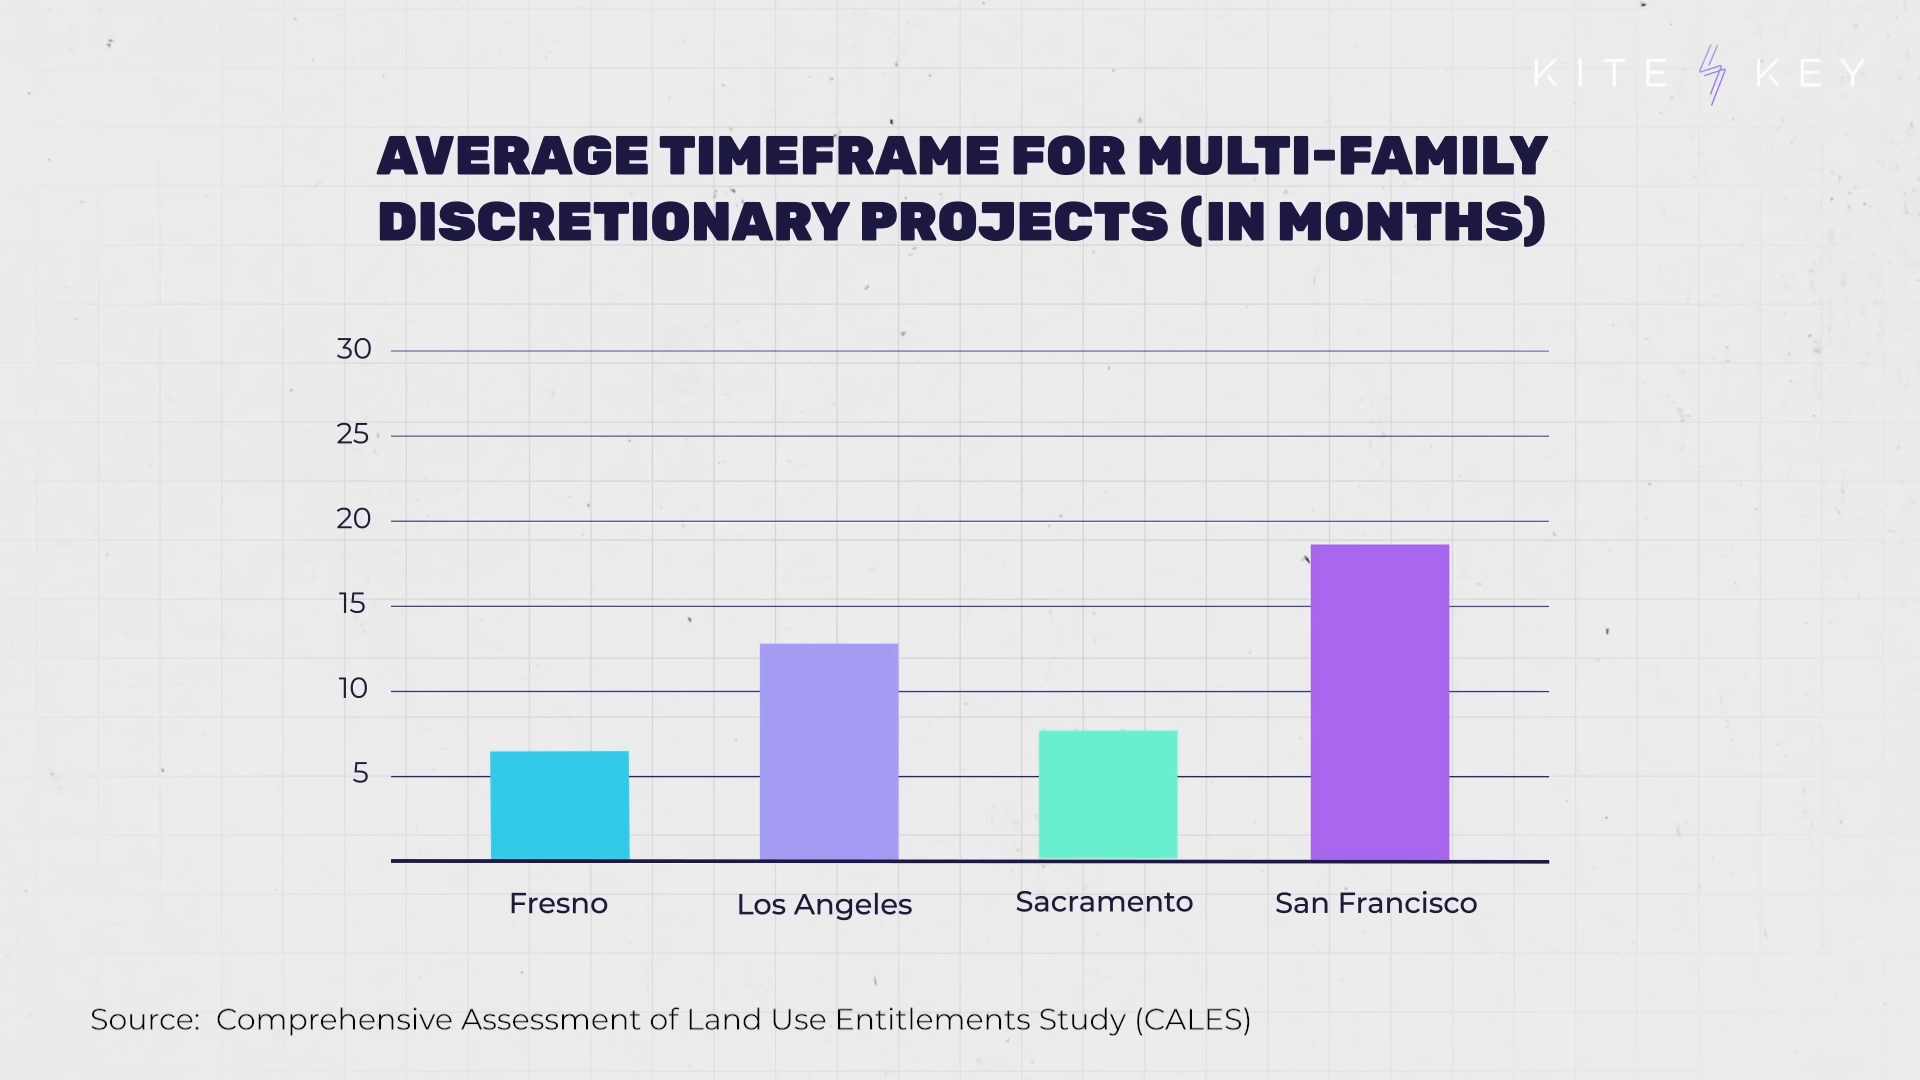 KITE KEY
AVERAGE TIMEFRAME FOR MULTI-FAMILY
DISCRETIONARY PROJECTS (IN MONTHS)
30
25
20
15
10
5
Fresno
Los Angeles
Sacramento
San Francisco
Source: Comprehensive Assessment of Land Use Entitlements Study (CALES)